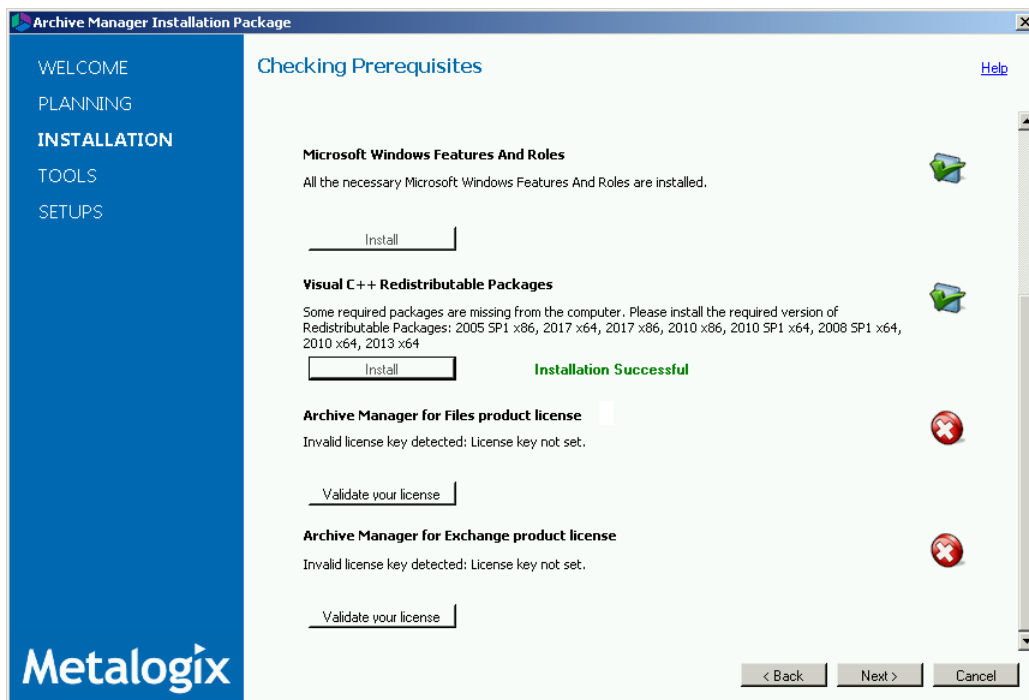 Archive Manager Installation Package
WELCOME
PLANNING
INSTALLATION
TOOLS
SETUPS
Metalogix
Checking Prerequisites
Help
Microsoft Windows Features And Roles
All the necessary Microsoft Windows Features And Roles are installed.
Install
Visual C++ Redistributable Packages
Some required packages are missing from the computer. Please install the required version of
Redistributable Packages: 2005 SP1 x86, 2017 x64, 2017 x86, 2010 x86, 2010 SP1 x64, 2008 SP1 x64,
2010 x64, 2013 x64
Install
Installation Successful
Archive Manager for Files product license
Invalid license key detected: License key not set.
Validate your license
Archive Manager for Exchange product license
Invalid license key detected: License key not set.
Validate your license
< Back
Next >
Cancel